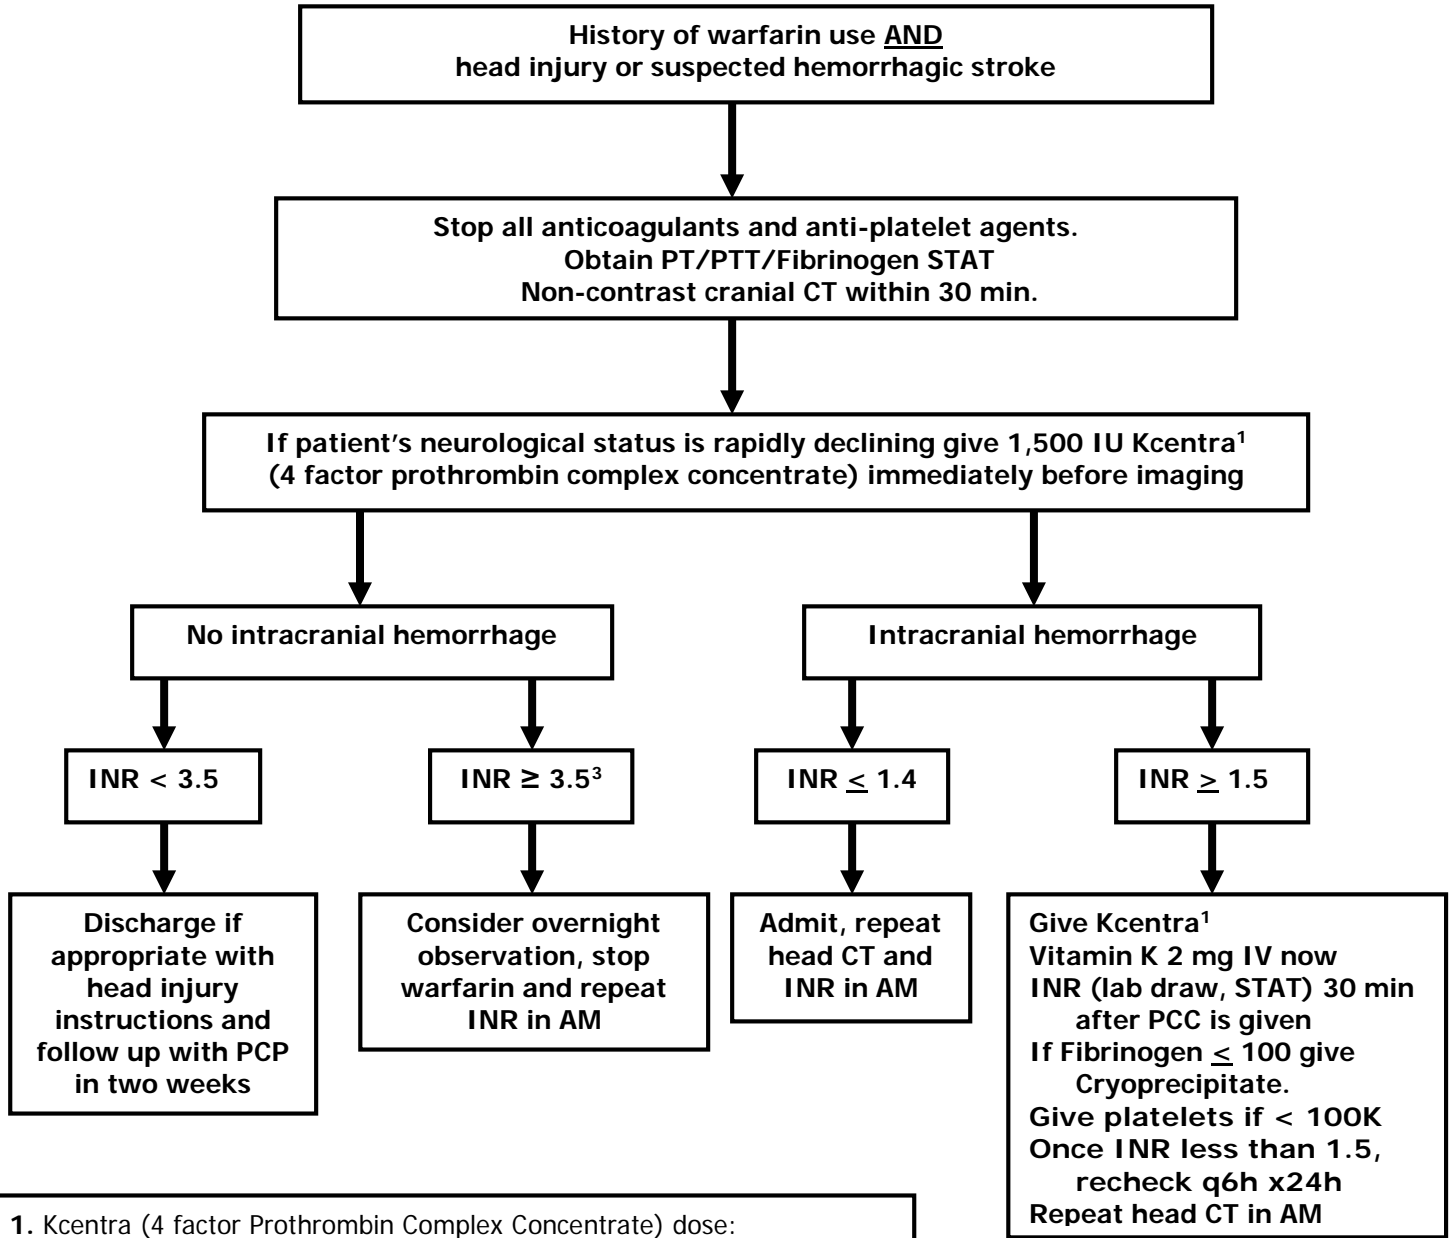 History of warfarin use AND
head injury or suspected hemorrhagic stroke
Stop all anticoagulants and anti-platelet agents.
Obtain PT/PTT/Fibrinogen STAT
Non-contrast cranial CT within 30 min.
If patient's neurological status is rapidly declining give 1,500 IU Kcentra¹
(4 factor prothrombin complex concentrate) immediately before imaging
No intracranial hemorrhage
Intracranial hemorrhage
INR < 3.5
INR ≥ 3.5³
INR ≤ 1.4
INR ≥ 1.5
Discharge if
appropriate with
head injury
instructions and
follow up with PCP
in two weeks
Consider overnight
observation, stop
warfarin and repeat
INR in AM
Admit, repeat
head CT and
INR in AM
Give Kcentra¹
Vitamin K 2 mg IV now
INR (lab draw, STAT) 30 min
after PCC is given
If Fibrinogen ≤ 100 give
Cryoprecipitate.
Give platelets if < 100K
Once INR less than 1.5,
recheck q6h x24h
Repeat head CT in AM
1. Kcentra (4 factor Prothrombin Complex Concentrate) dose: